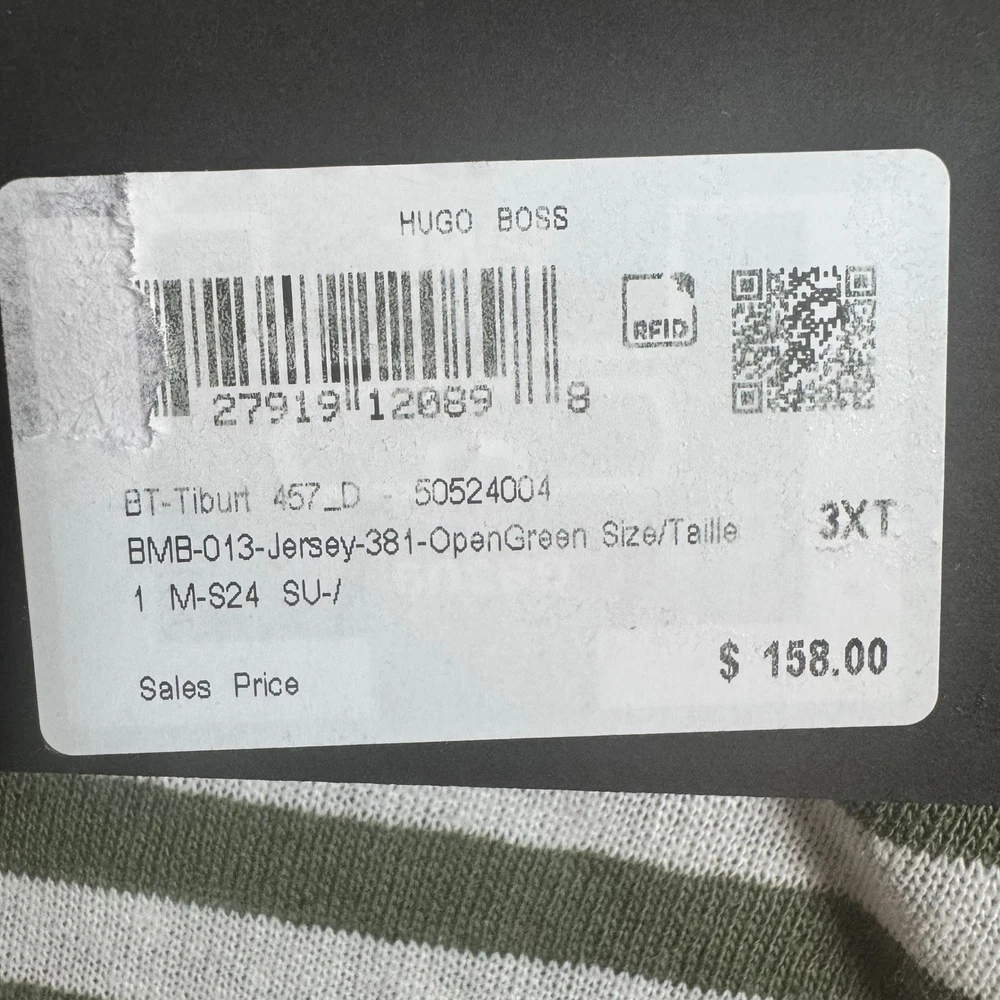 HUGO BOSS
RFID
27919 12089 8
BT-Tiburt 457_D - 50524004
BMB-013-Jersey-381-OpenGreen Size/Taille 3XT
1 M-S24 SU-/
Sales Price $ 158.00